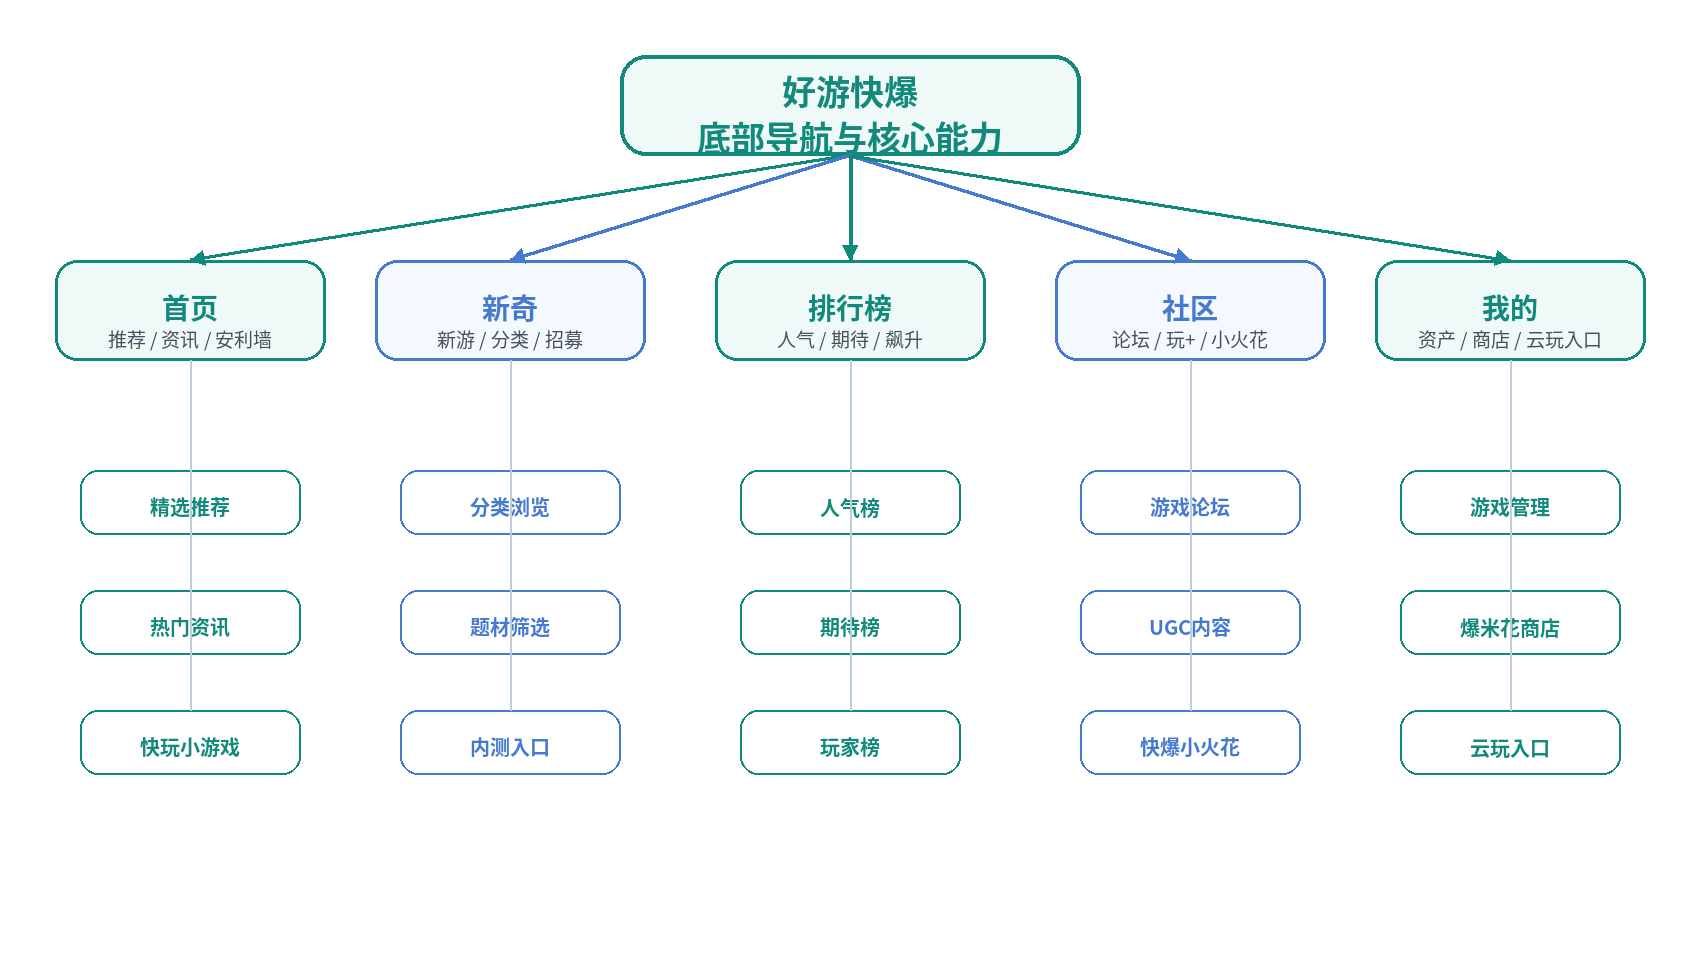 好游快爆
底部导航与核心能力
首页
推荐 / 资讯 / 安利墙
新奇
新游 / 分类 / 招募
排行榜
人气 / 期待 / 飙升
社区
论坛 / 玩+ / 小火花
我的
资产 / 商店 / 云玩入口
精选推荐
分类浏览
人气榜
游戏论坛
游戏管理
热门资讯
题材筛选
期待榜
UGC内容
爆米花商店
快玩小游戏
内测入口
玩家榜
快爆小火花
云玩入口